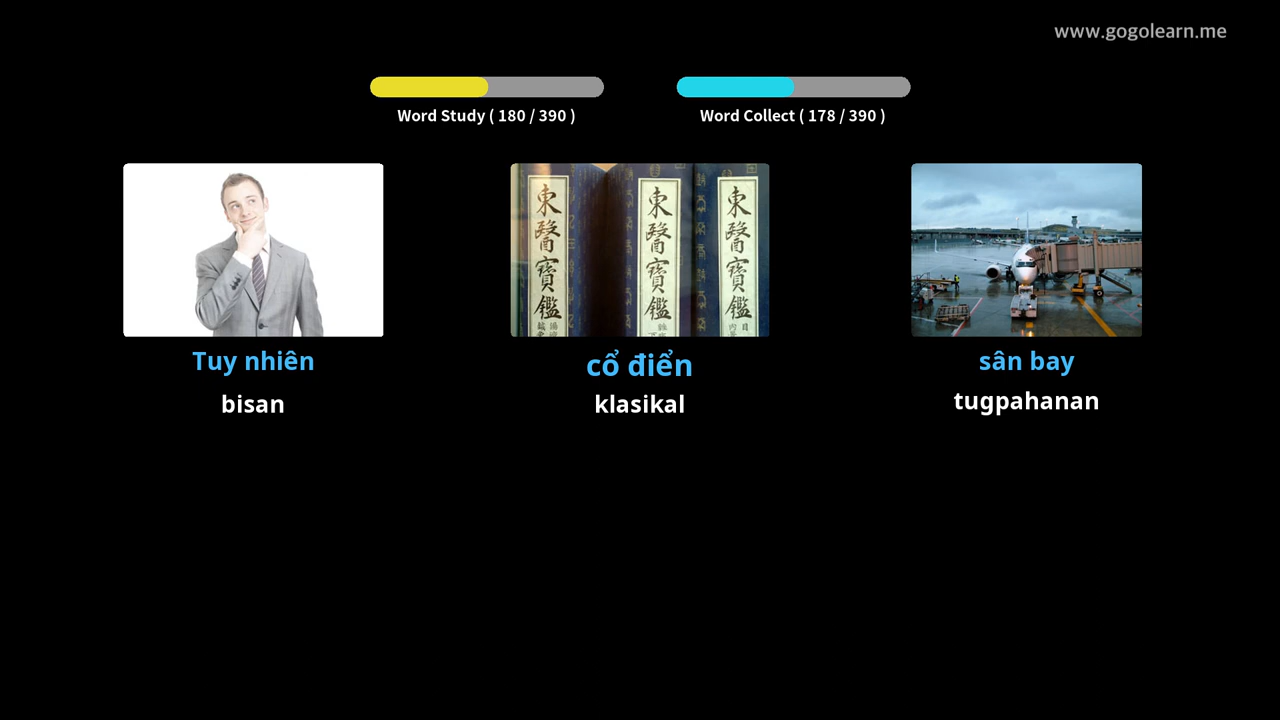 www.gogolearn.me
Word Study ( 180 / 390 )
Word Collect ( 178 / 390 )
東醫寶鑑
東醫寶鑑
東醫寶鑑
Tuy nhiên
cổ điển
sân bay
bisan
klasikal
tugpahanan